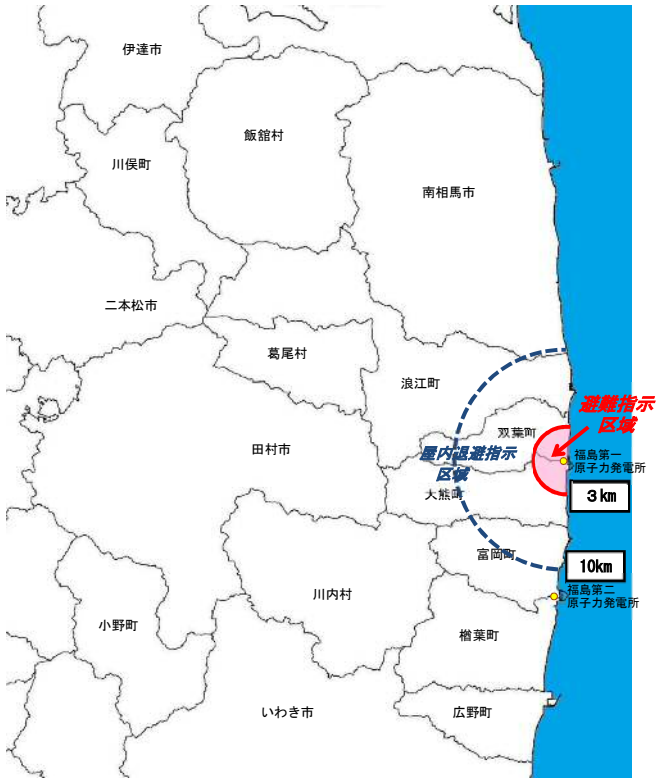 伊達市
飯舘村
川俣町
南相馬市
二本松市
葛尾村
浪江町
避難指示
区域
双葉町
田村市
屋内退避指示
区域
福島第一
原子力発電所
大熊町
3km
富岡町
10km
川内村
福島第二
原子力発電所
小野町
楢葉町
いわき市
広野町